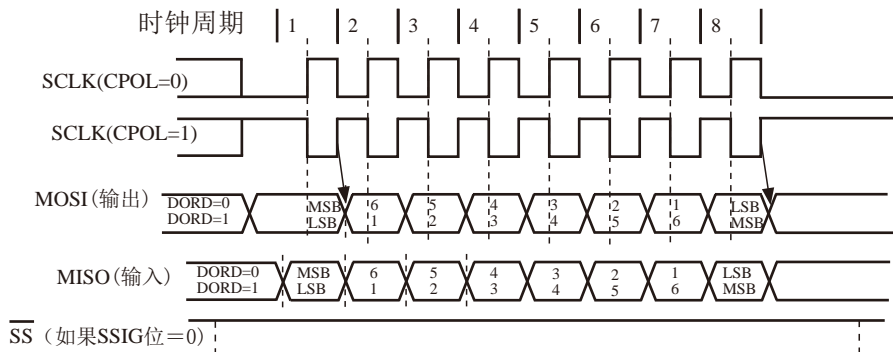 时钟周期 1 2 3 4 5 6 7 8
SCLK(CPOL=0)
SCLK(CPOL=1)
MOSI(输出) DORD=0 MSB 6 5 4 3 2 1 LSB
DORD=1 LSB 1 2 3 4 5 6 MSB
MISO(输入) DORD=0 MSB 6 5 4 3 2 1 LSB
DORD=1 LSB 1 2 3 4 5 6 MSB
SS(如果SSIG位=0)